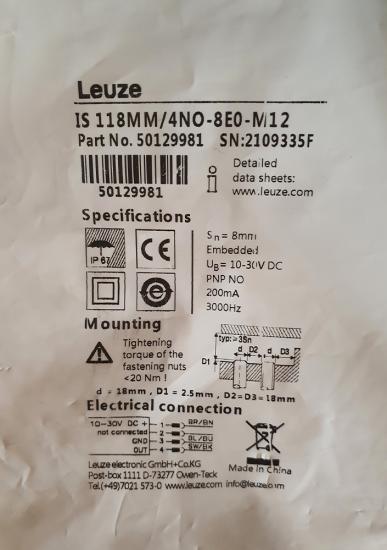 Leuze
IS 118MM/4NO-8E0-M12
Part No. 50129981 SN:2109335F
50129981
Detailed
data sheets:
www.leuze.com
Specifications
IP 67
CE
Sn = 8mm
Embedded
UB = 10-30V DC
PNP NO
200mA
3000Hz
Mounting
Tightening
torque of the
fastening nuts
<20 Nm !
typ:≥3Sn
d D2 d D3
D1
d = 18mm , D1 = 2.5mm , D2=D3=18mm
Electrical connection
10-30V DC + 1 BR/BN
not connected 2
GND 3 BL/BU
OUT 4 SW/BK
Made In China
Leuze electronic GmbH+Co.KG
Post-box 1111 D-73277 Owen-Teck
Tel.(+49)7021 573-0 www.leuze.com info@leuze.com